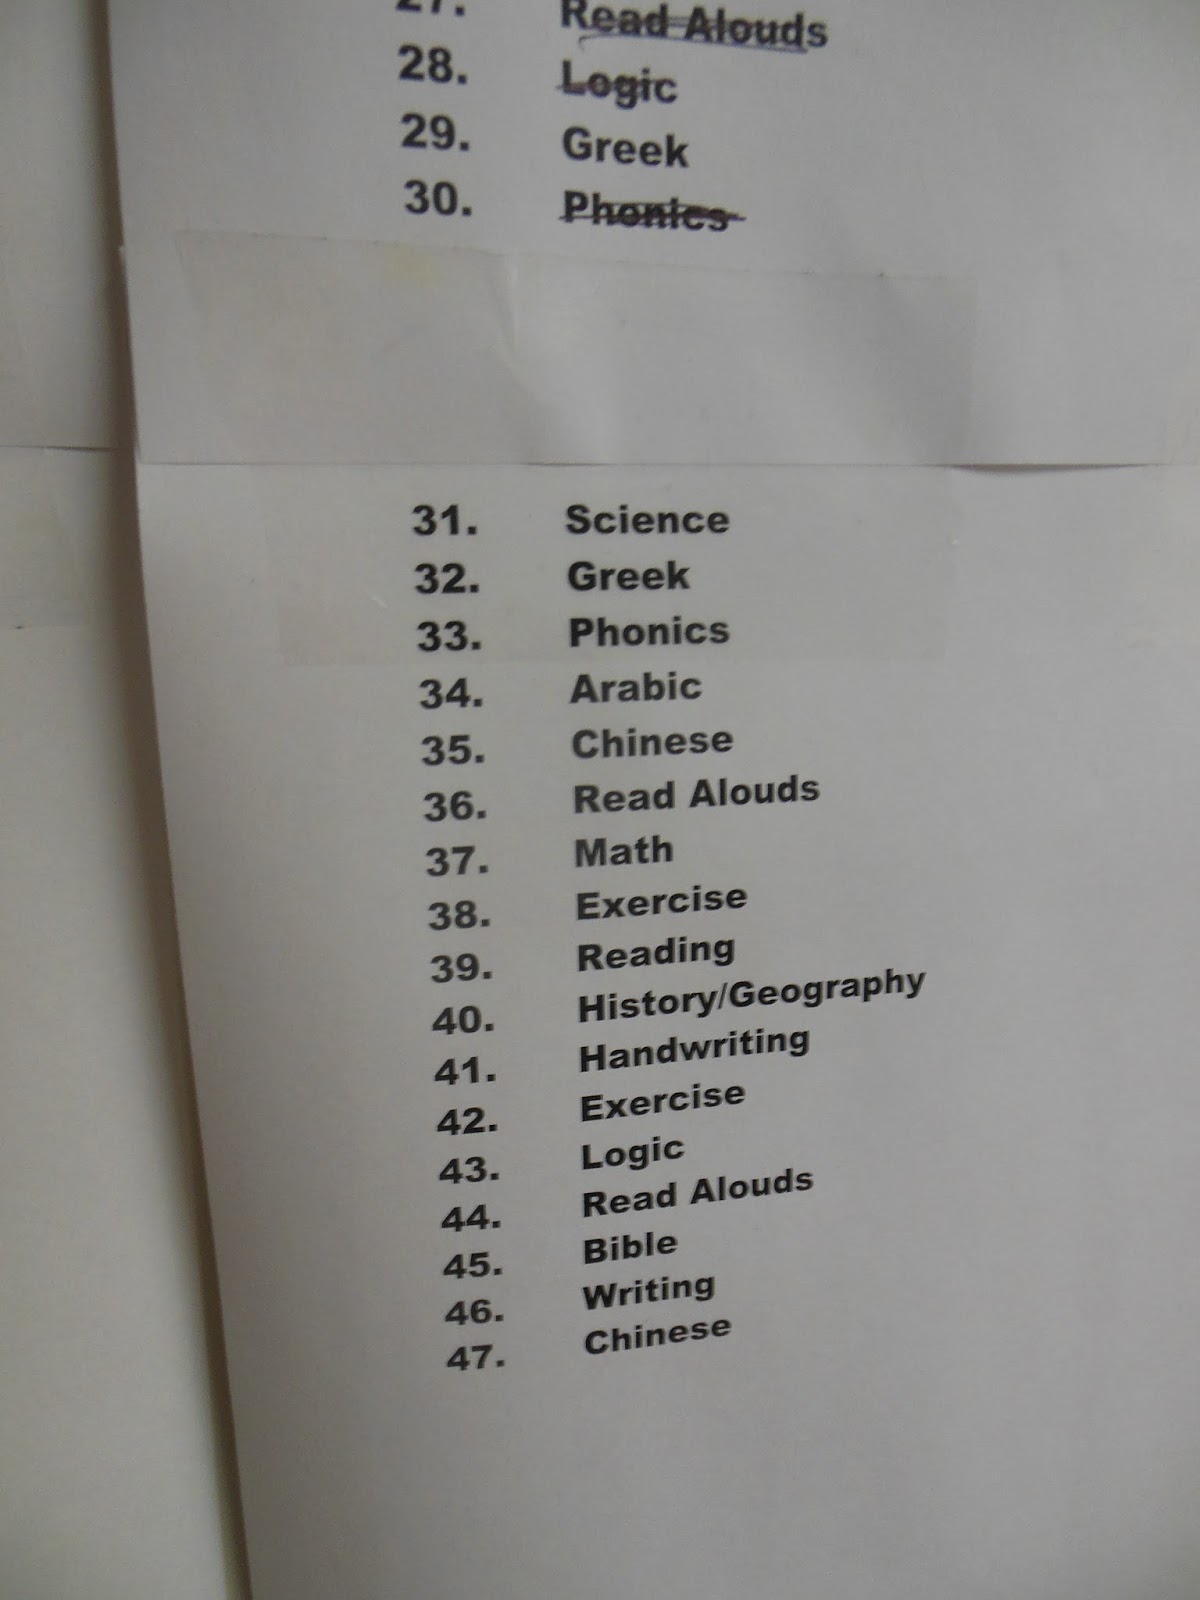 27. Read Alouds
28. Logic
29. Greek
30. Phonics
31. Science
32. Greek
33. Phonics
34. Arabic
35. Chinese
36. Read Alouds
37. Math
38. Exercise
39. Reading
40. History/Geography
41. Handwriting
42. Exercise
43. Logic
44. Read Alouds
45. Bible
46. Writing
47. Chinese